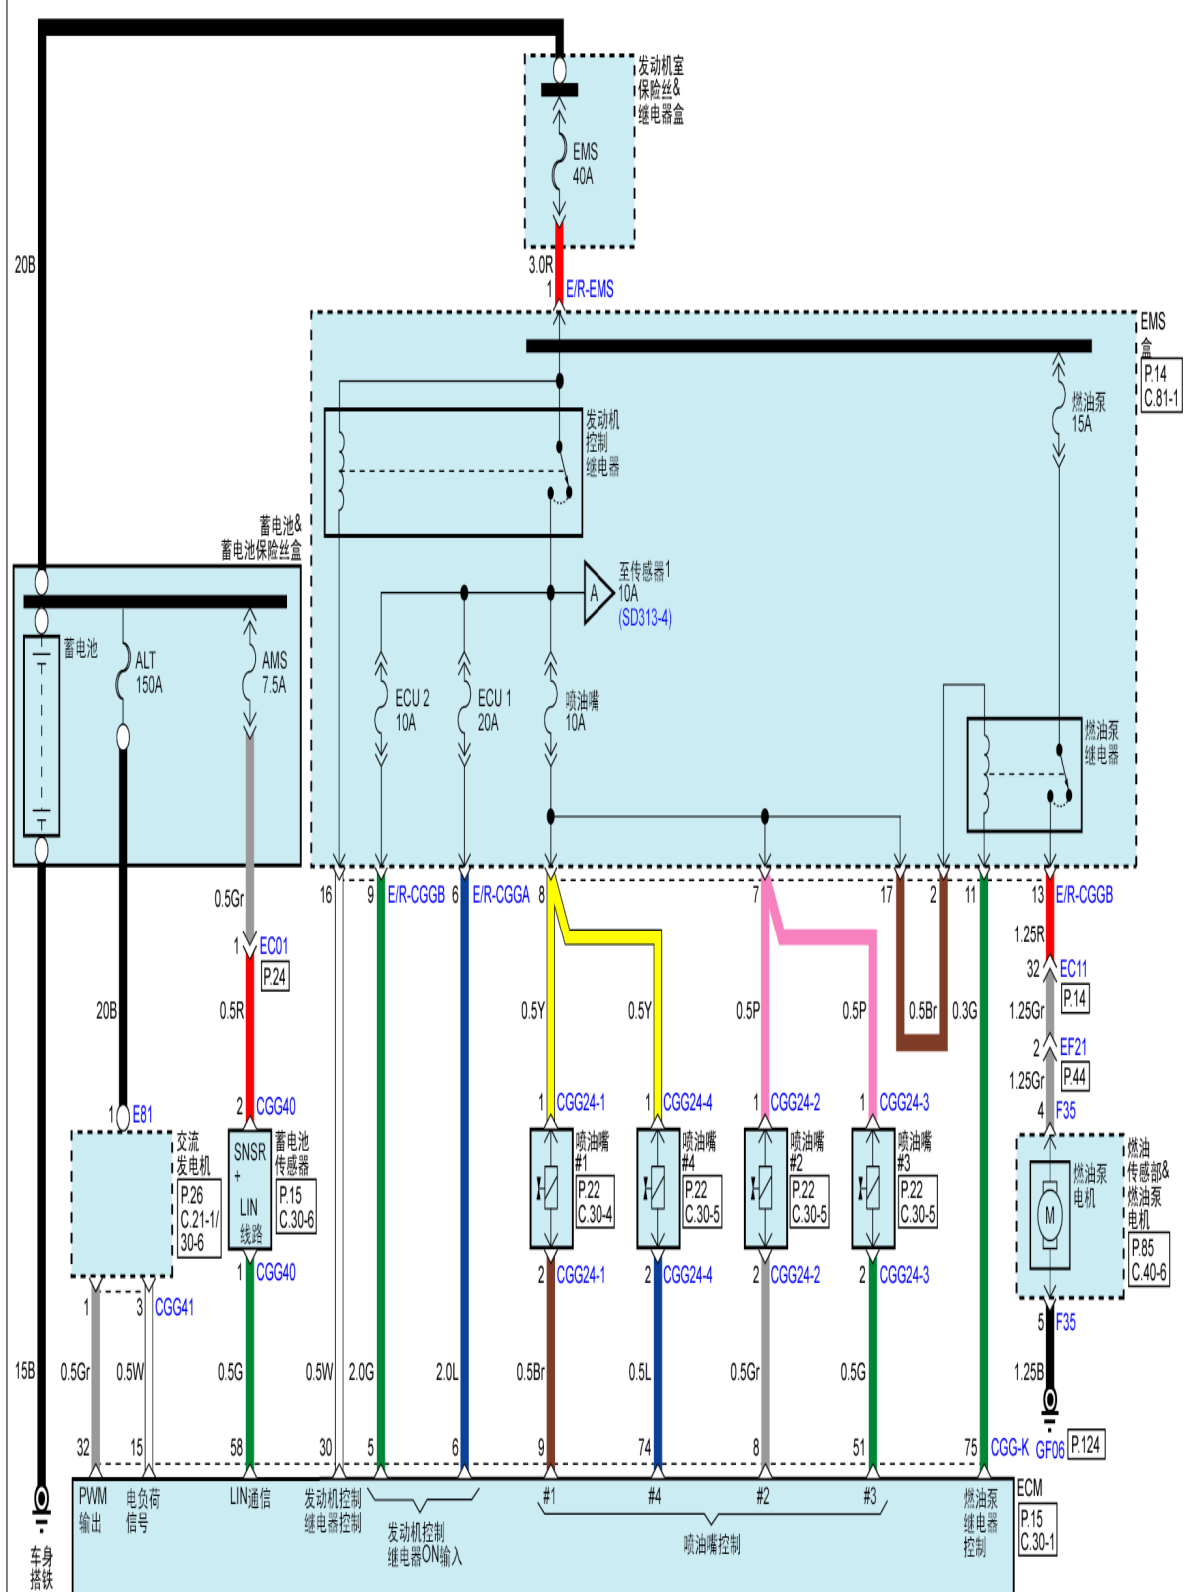 发动机室
保险丝&
继电器盒
EMS
40A
20B
3.0R
1 E/R-EMS
EMS
盒
P.14
C.81-1
燃油泵
15A
发动机
控制
继电器
蓄电池&
蓄电池保险丝盒
至传感器1
10A
(SD313-4)
A
蓄电池
ALT
150A
AMS
7.5A
ECU 2
10A
ECU 1
20A
喷油嘴
10A
燃油泵
继电器
16 9 E/R-CGGB 6 E/R-CGGA 8 7 17 2 11 13 E/R-CGGB
0.5Gr
1 EC01
P.24
1.25R
32 EC11
P.14
20B 0.5R 0.5Y 0.5Y 0.5P 0.5P 0.5Br 0.3G 1.25Gr
2 EF21
P.44
1.25Gr
4 F35
1 E81
2 CGG40
1 CGG24-1
1 CGG24-4
1 CGG24-2
1 CGG24-3
交流
发电机
P.26
C.21-1/
30-6
SNSR
+
LIN
线路
蓄电池
传感器
P.15
C.30-6
喷油嘴
#1
P.22
C.30-4
喷油嘴
#4
P.22
C.30-5
喷油嘴
#2
P.22
C.30-5
喷油嘴
#3
P.22
C.30-5
燃油泵
电机
M
燃油
传感部&
燃油泵
电机
P.85
C.40-6
1 3 CGG41
1 CGG40
2 CGG24-1
2 CGG24-4
2 CGG24-2
2 CGG24-3
5 F35
15B 0.5Gr 0.5W 0.5G 0.5W 2.0G 2.0L 0.5Br 0.5L 0.5Gr 0.5G 1.25B
32 15 58 30 5 6 9 74 8 51 75 CGG-K GF06 P.124
PWM
输出
电负荷
信号
LIN通信
发动机控制
继电器控制
发动机控制
继电器ON输入
#1 #4 #2 #3
喷油嘴控制
燃油泵
继电器
控制
ECM
P.15
C.30-1
车身
搭铁